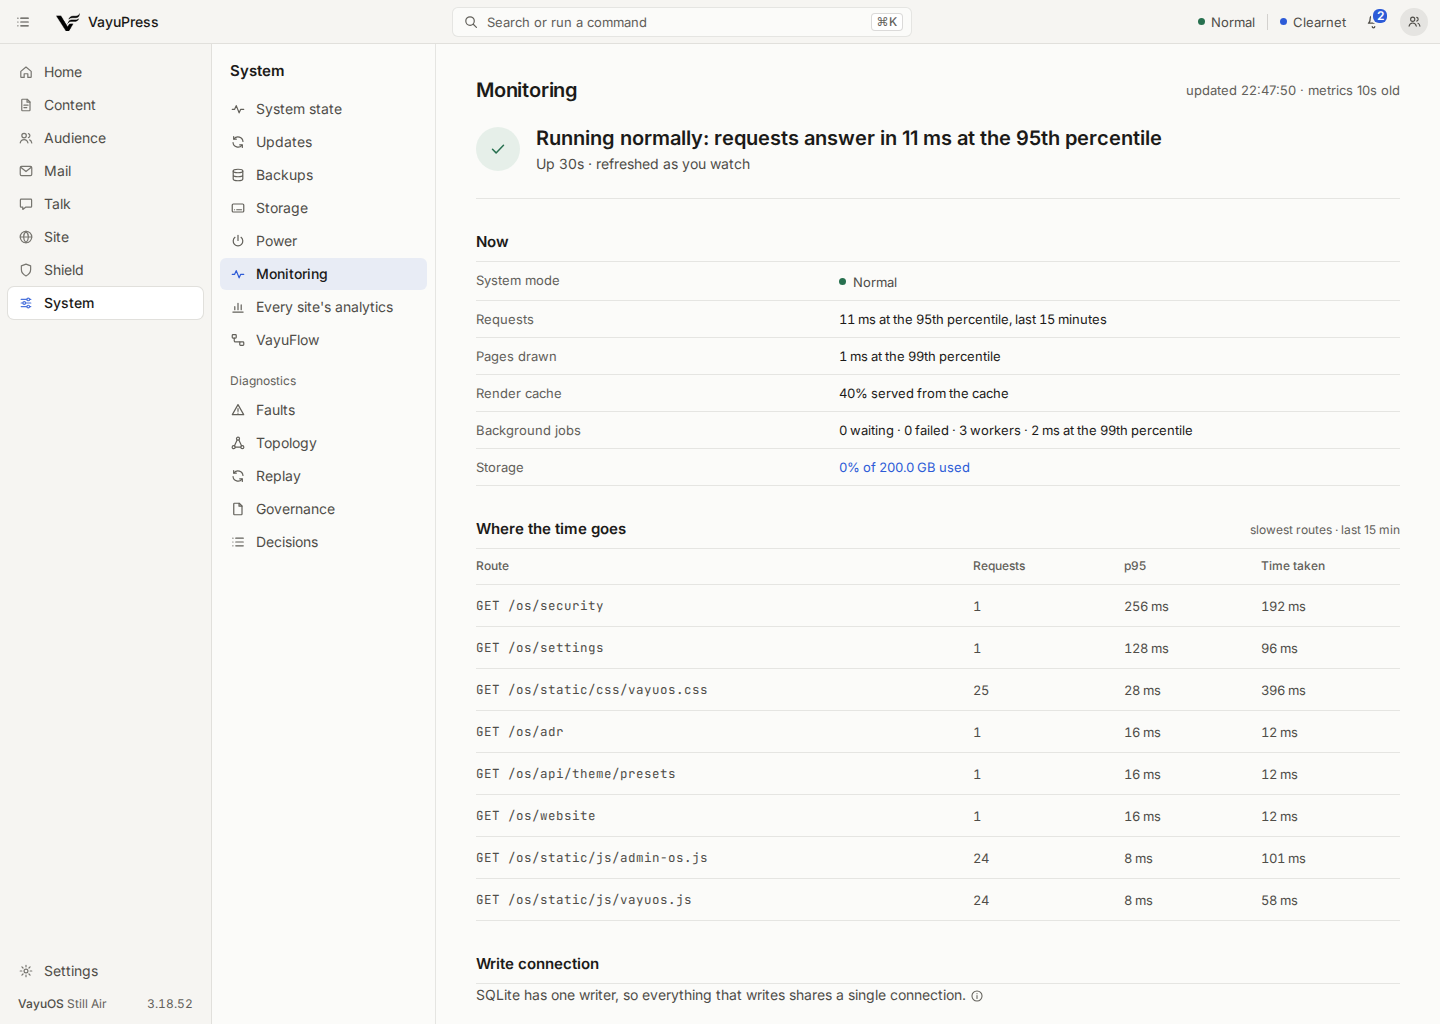 VayuPress
Search or run a command
⌘K
Normal
Clearnet
2
Home
Content
Audience
Mail
Talk
Site
Shield
System
Settings
VayuOS Still Air
3.18.52
System
System state
Updates
Backups
Storage
Power
Monitoring
Every site's analytics
VayuFlow
Diagnostics
Faults
Topology
Replay
Governance
Decisions
Monitoring
updated 22:47:50 · metrics 10s old
Running normally: requests answer in 11 ms at the 95th percentile
Up 30s · refreshed as you watch
Now
System mode
Normal
Requests
11 ms at the 95th percentile, last 15 minutes
Pages drawn
1 ms at the 99th percentile
Render cache
40% served from the cache
Background jobs
0 waiting · 0 failed · 3 workers · 2 ms at the 99th percentile
Storage
0% of 200.0 GB used
Where the time goes
slowest routes · last 15 min
Route Requests p95 Time taken
GET /os/security 1 256 ms 192 ms
GET /os/settings 1 128 ms 96 ms
GET /os/static/css/vayuos.css 25 28 ms 396 ms
GET /os/adr 1 16 ms 12 ms
GET /os/api/theme/presets 1 16 ms 12 ms
GET /os/website 1 16 ms 12 ms
GET /os/static/js/admin-os.js 24 8 ms 101 ms
GET /os/static/js/vayuos.js 24 8 ms 58 ms
Write connection
SQLite has one writer, so everything that writes shares a single connection.